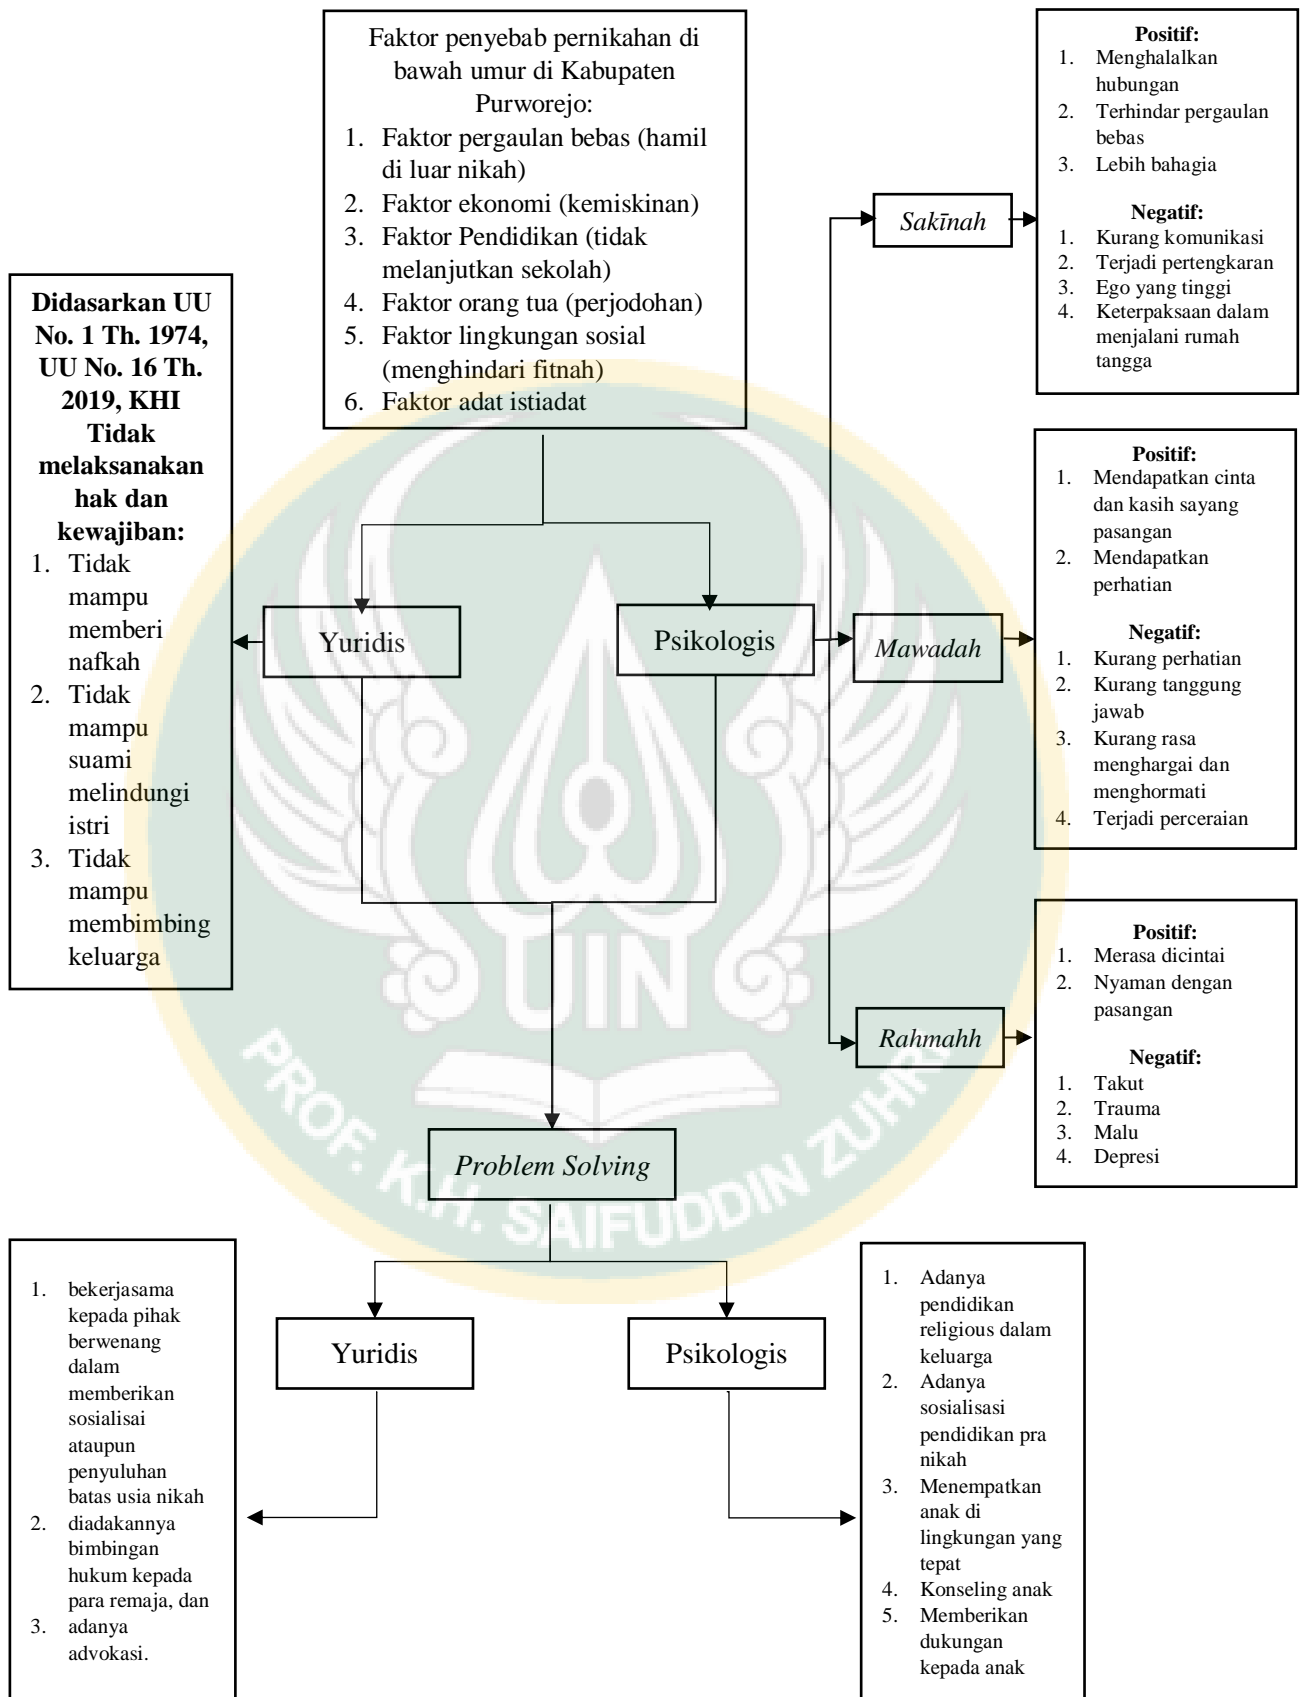 Faktor penyebab pernikahan di
bawah umur di Kabupaten
Purworejo:
1. Faktor pergaulan bebas (hamil
di luar nikah)
2. Faktor ekonomi (kemiskinan)
3. Faktor Pendidikan (tidak
melanjutkan sekolah)
4. Faktor orang tua (perjodohan)
5. Faktor lingkungan sosial
(menghindari fitnah)
6. Faktor adat istiadat
Didasarkan UU
No. 1 Th. 1974,
UU No. 16 Th.
2019, KHI
Tidak
melaksanakan
hak dan
kewajiban:
1. Tidak
mampu
memberi
nafkah
2. Tidak
mampu
suami
melindungi
istri
3. Tidak
mampu
membimbing
keluarga
Yuridis
Psikologis
Sakīnah
Positif:
1. Menghalalkan
hubungan
2. Terhindar pergaulan
bebas
3. Lebih bahagia
Negatif:
1. Kurang komunikasi
2. Terjadi pertengkaran
3. Ego yang tinggi
4. Keterpaksaan dalam
menjalani rumah
tangga
Mawadah
Positif:
1. Mendapatkan cinta
dan kasih sayang
pasangan
2. Mendapatkan
perhatian
Negatif:
1. Kurang perhatian
2. Kurang tanggung
jawab
3. Kurang rasa
menghargai dan
menghormati
4. Terjadi perceraian
Rahmahh
Positif:
1. Merasa dicintai
2. Nyaman dengan
pasangan
Negatif:
1. Takut
2. Trauma
3. Malu
4. Depresi
UIN
PROF. K.H. SAIFUDDIN ZUHRI
Problem Solving
Yuridis
Psikologis
1. bekerjasama
kepada pihak
berwenang
dalam
memberikan
sosialisai
ataupun
penyuluhan
batas usia nikah
2. diadakannya
bimbingan
hukum kepada
para remaja, dan
3. adanya
advokasi.
1. Adanya
pendidikan
religious dalam
keluarga
2. Adanya
sosialisasi
pendidikan pra
nikah
3. Menempatkan
anak di
lingkungan yang
tepat
4. Konseling anak
5. Memberikan
dukungan
kepada anak